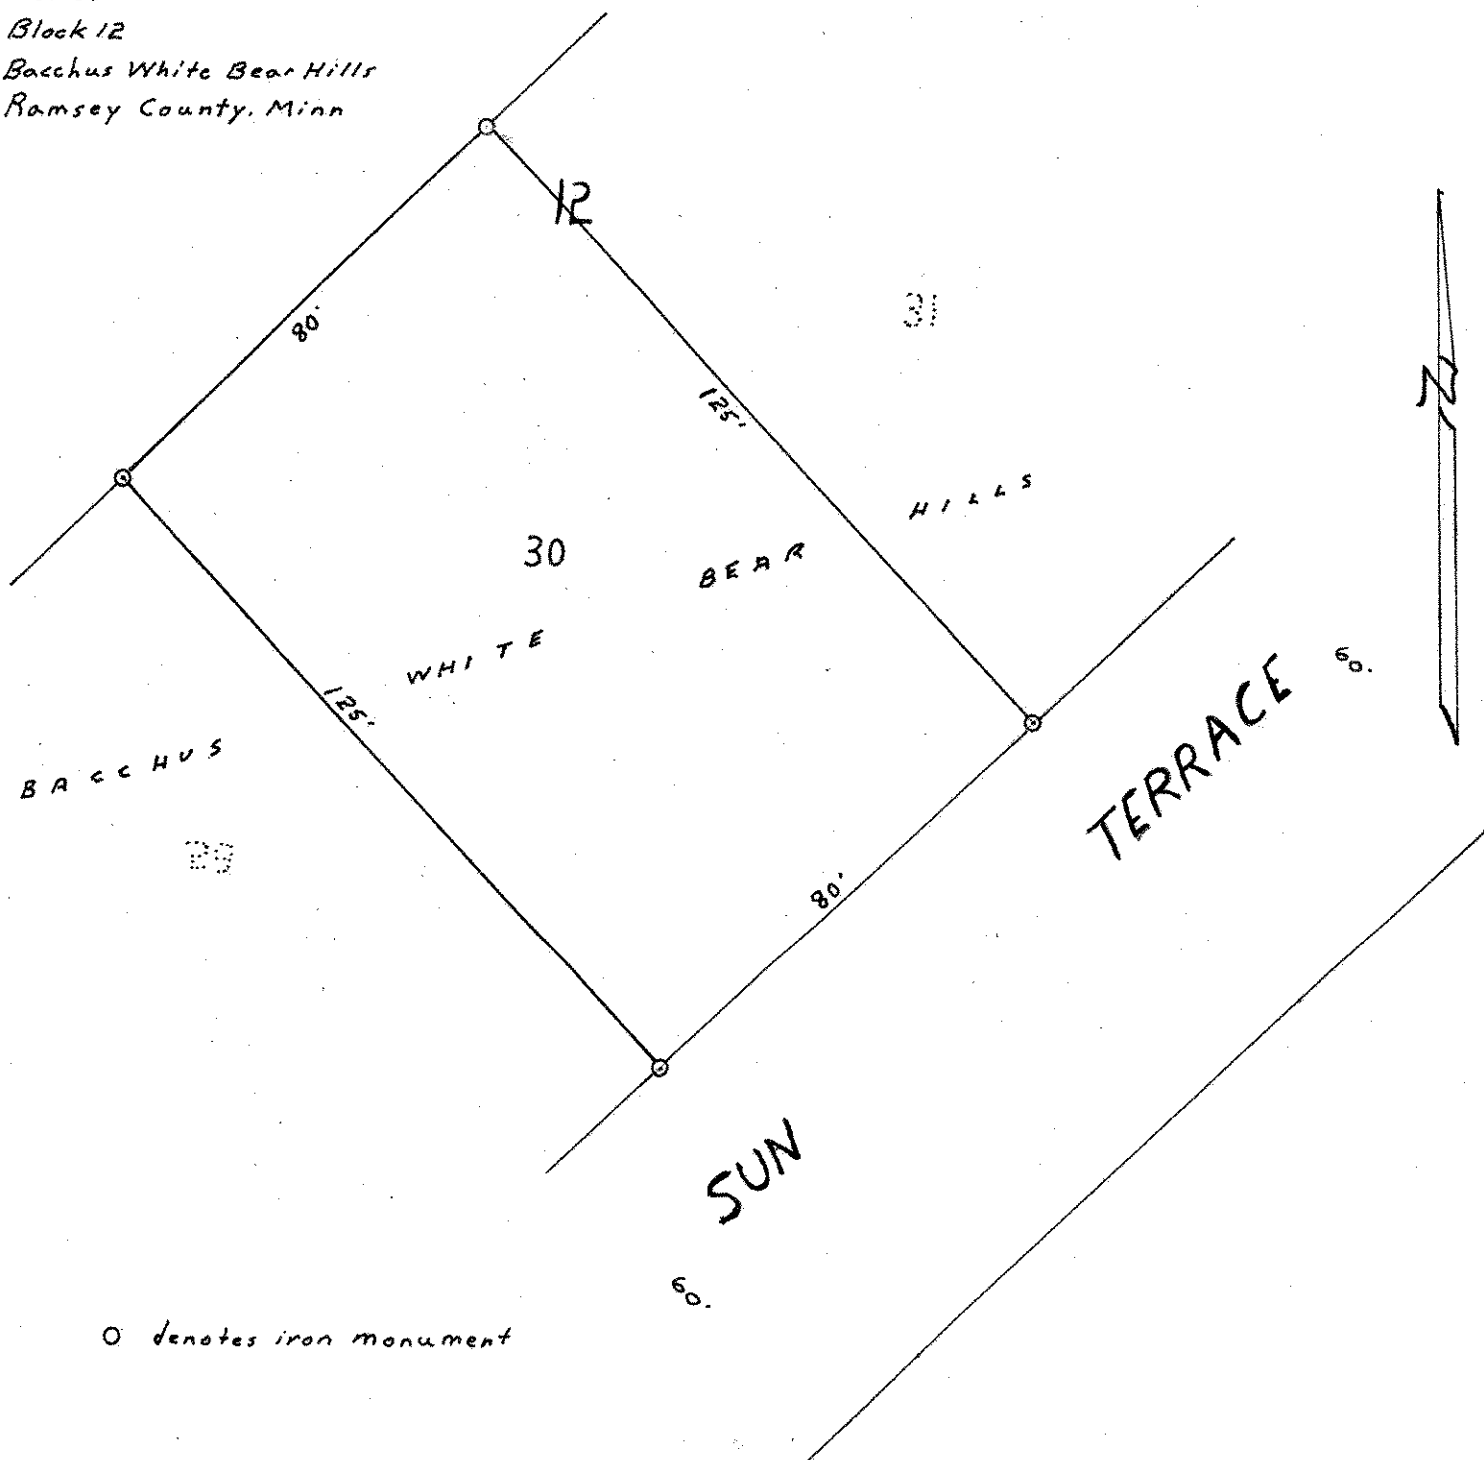 Block 12
Bacchus White Bear Hills
Ramsey County, Minn
12
80'
31
125'
30
BACCHUS WHITE BEAR HILLS
125'
29
80'
SUN TERRACE
60.
60.
N
O denotes iron monument